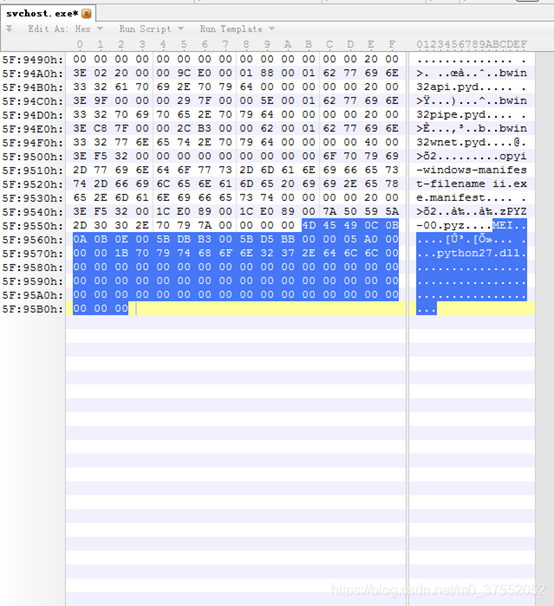 svchost.exe*
Edit As: Hex Run Script Run Template
0 1 2 3 4 5 6 7 8 9 A B C D E F 0123456789ABCDEF
5F:9490h: 00 00 00 00 00 00 00 00 00 00 00 00 00 00 20 00 .............. .
5F:94A0h: 3E 02 20 00 00 9C E0 00 01 88 00 01 62 77 69 6E >. ..œà..ˆ..bwin
5F:94B0h: 33 32 61 70 69 2E 70 79 64 00 00 00 00 00 20 00 32api.pyd..... .
5F:94C0h: 3E 9F 00 00 00 29 7F 00 00 5E 00 01 62 77 69 6E >Ÿ...)...^..bwin
5F:94D0h: 33 32 70 69 70 65 2E 70 79 64 00 00 00 00 20 00 32pipe.pyd.... .
5F:94E0h: 3E C8 7F 00 00 2C B3 00 00 62 00 01 62 77 69 6E >È...,³..b..bwin
5F:94F0h: 33 32 77 6E 65 74 2E 70 79 64 00 00 00 00 40 00 32wnet.pyd....@.
5F:9500h: 3E F5 32 00 00 00 00 00 00 00 00 00 6F 70 79 69 >õ2.........opyi
5F:9510h: 2D 77 69 6E 64 6F 77 73 2D 6D 61 6E 69 66 65 73 -windows-manifes
5F:9520h: 74 2D 66 69 6C 65 6E 61 6D 65 20 69 69 2E 65 78 t-filename ii.ex
5F:9530h: 65 2E 6D 61 6E 69 66 65 73 74 00 00 00 00 20 00 e.manifest.... .
5F:9540h: 3E F5 32 00 1C E0 89 00 1C E0 89 00 7A 50 59 5A >õ2..à‰..à‰.zPYZ
5F:9550h: 2D 30 30 2E 70 79 7A 00 00 00 00 4D 45 49 0C 0B -00.pyz....MEI..
5F:9560h: 0A 0B 0E 00 5B DB B3 00 5B D5 BB 00 00 05 A0 00 ....[Û³.[Õ»... .
5F:9570h: 00 00 1B 70 79 74 68 6F 6E 32 37 2E 64 6C 6C 00 ...python27.dll.
5F:9580h: 00 00 00 00 00 00 00 00 00 00 00 00 00 00 00 00 ................
5F:9590h: 00 00 00 00 00 00 00 00 00 00 00 00 00 00 00 00 ................
5F:95A0h: 00 00 00 00 00 00 00 00 00 00 00 00 00 00 00 00 ................
5F:95B0h: 00 00 00 ...
https://blog.csdn.net/m0_37552052